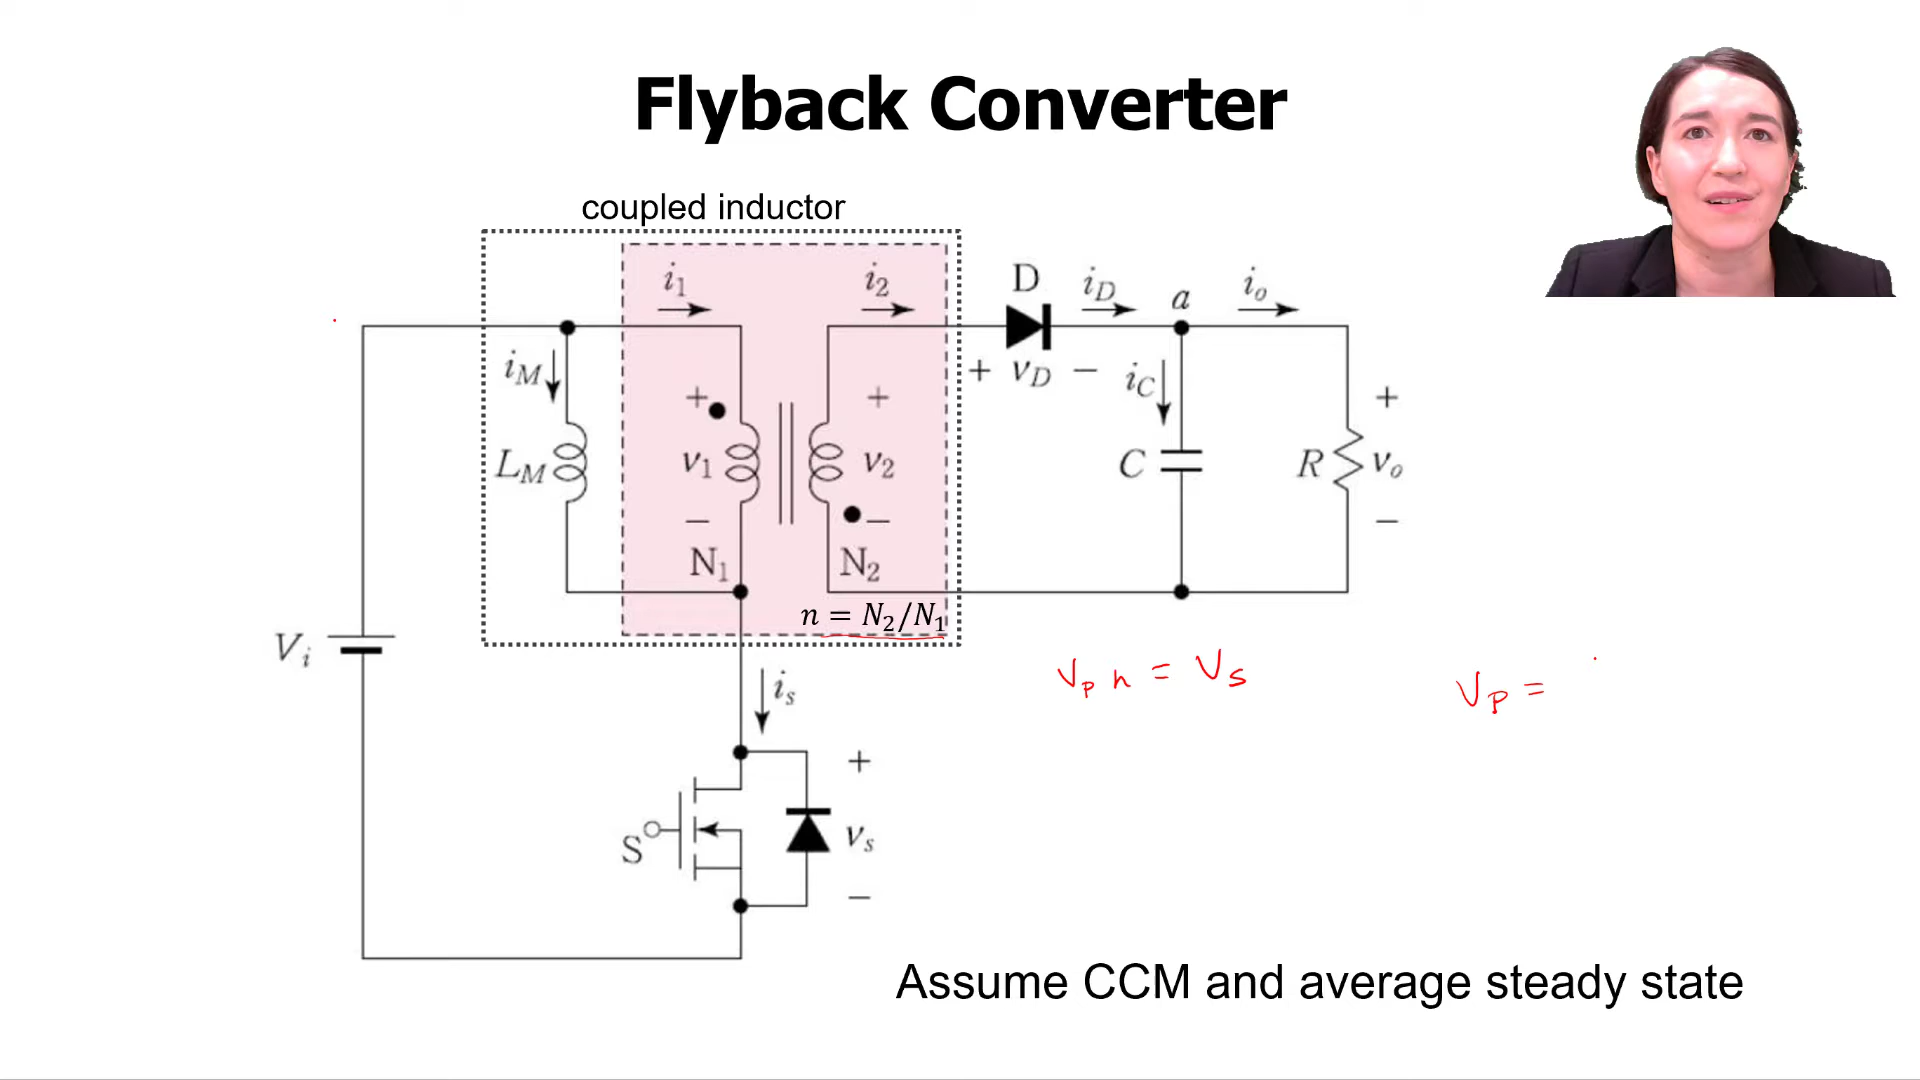 Flyback Converter
coupled inductor
i1
i2
D
iD
a
io
iM
+
+
+ vD −
iC
+
LM
v1
v2
C
R
vo
−
−
−
N1
N2
n = N2/N1
Vi
is
Vp n = Vs
Vp =
+
S
vs
−
Assume CCM and average steady state